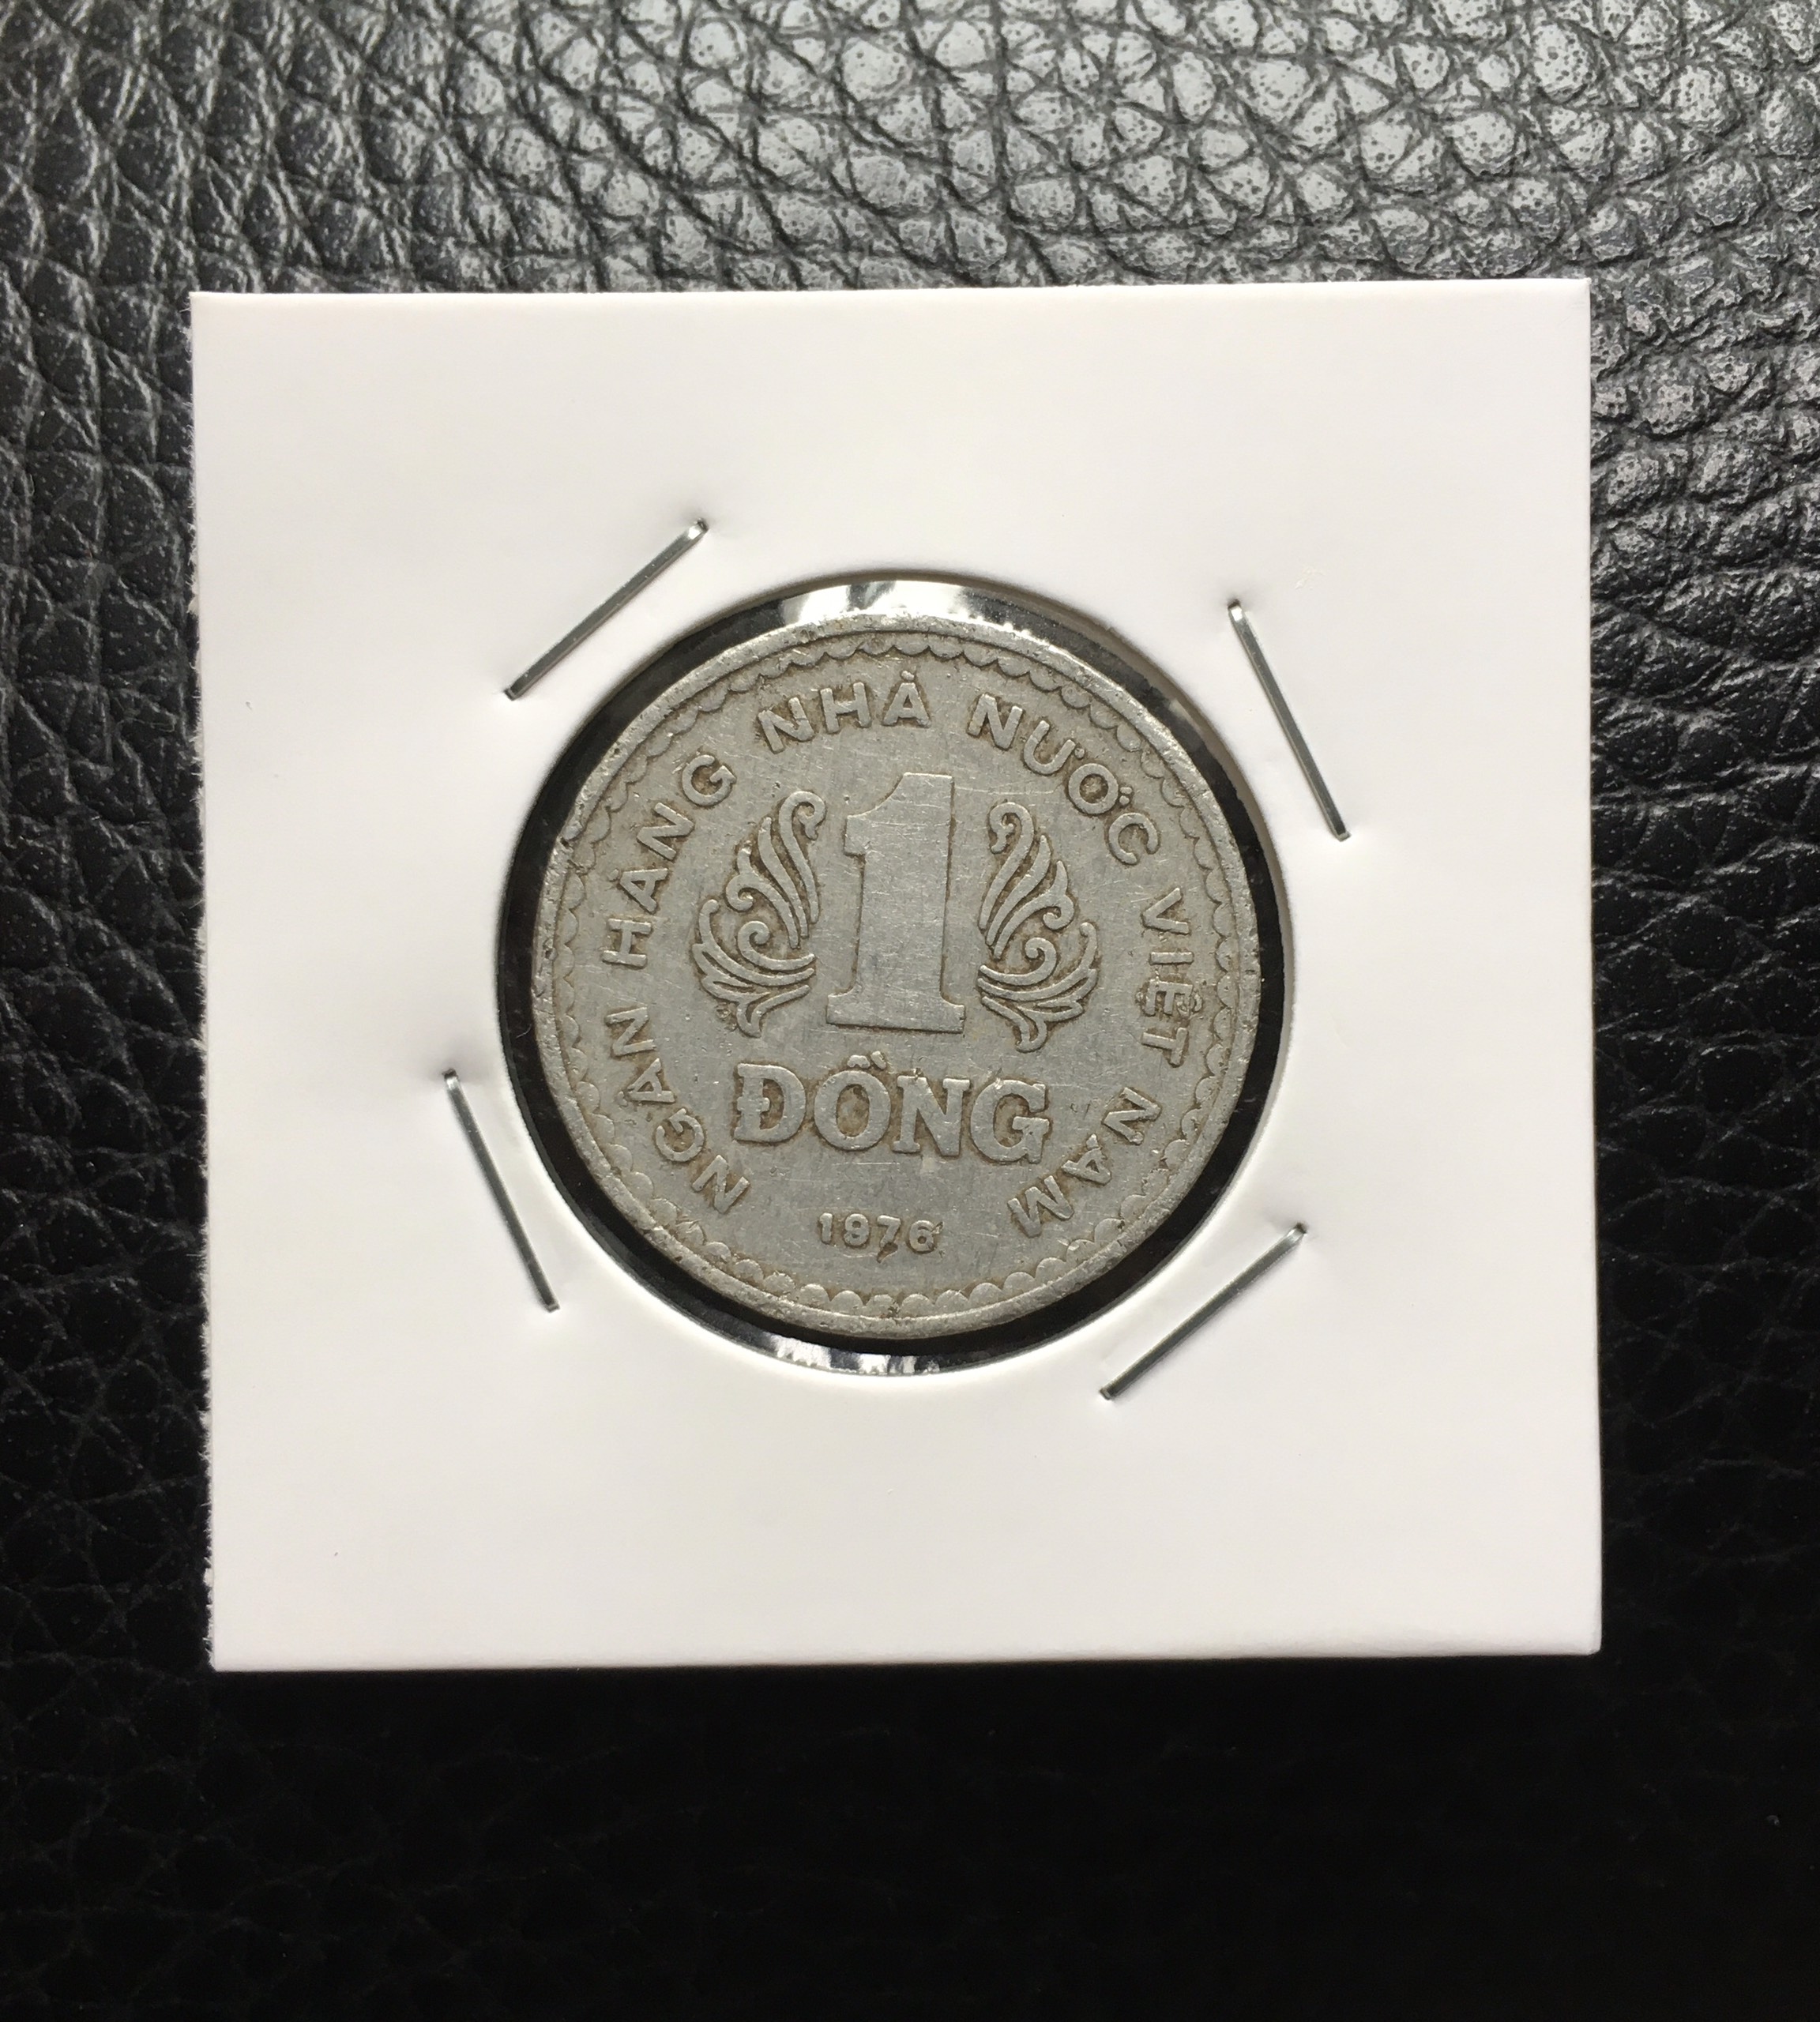 NGÂN HÀNG NHÀ NƯỚC VIỆT NAM
1
ĐỒNG
1976